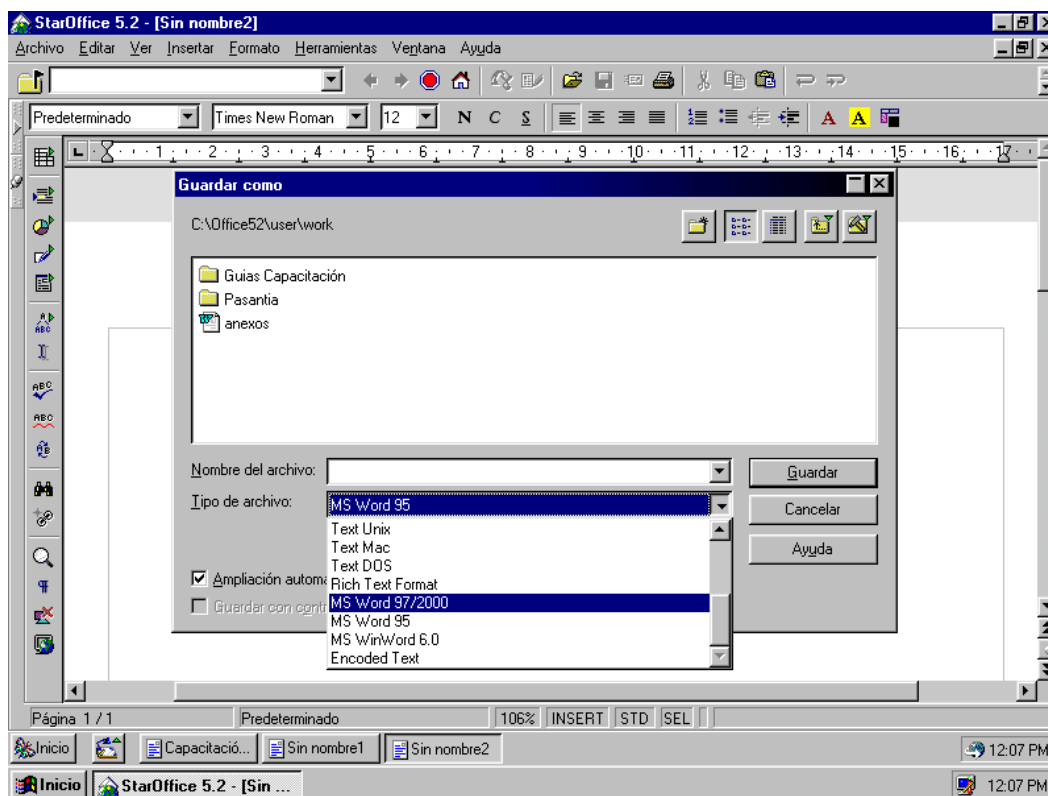 StarOffice 5.2 - [Sin nombre2]
Archivo Editar Ver Insertar Formato Herramientas Ventana Ayuda
Predeterminado Times New Roman 12 N C S A A
1 2 3 4 5 6 7 8 9 10 11 12 13 14 15 16 17
Guardar como
C:\Office52\user\work
Guias Capacitación
Pasantia
anexos
Nombre del archivo: Guardar
Tipo de archivo: MS Word 95 Cancelar
Text Unix
Text Mac
Ayuda
Text DOS
Ampliación automá
Rich Text Format
Guardar con contr
MS Word 97/2000
MS Word 95
MS WinWord 6.0
Encoded Text
Página 1 / 1 Predeterminado 106% INSERT STD SEL
Inicio Capacitació... Sin nombre1 Sin nombre2 12:07 PM
Inicio StarOffice 5.2 - [Sin ... 12:07 PM